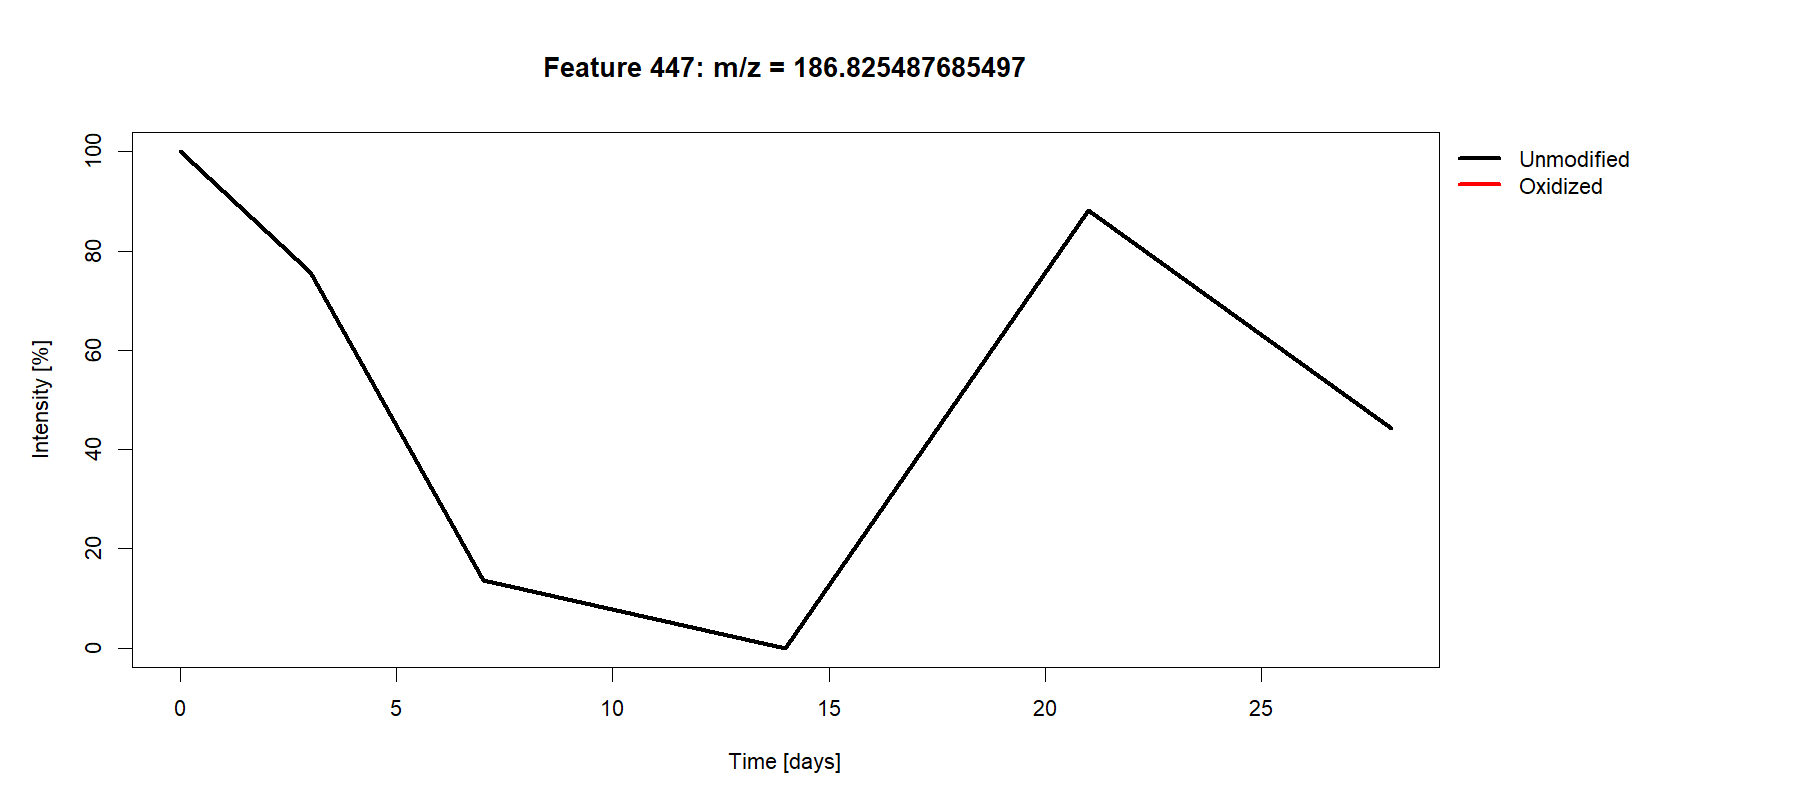 Feature 447: m/z = 186.825487685497
Unmodified
Oxidized
Intensity [%]
100
80
60
40
20
0
0 5 10 15 20 25
Time [days]